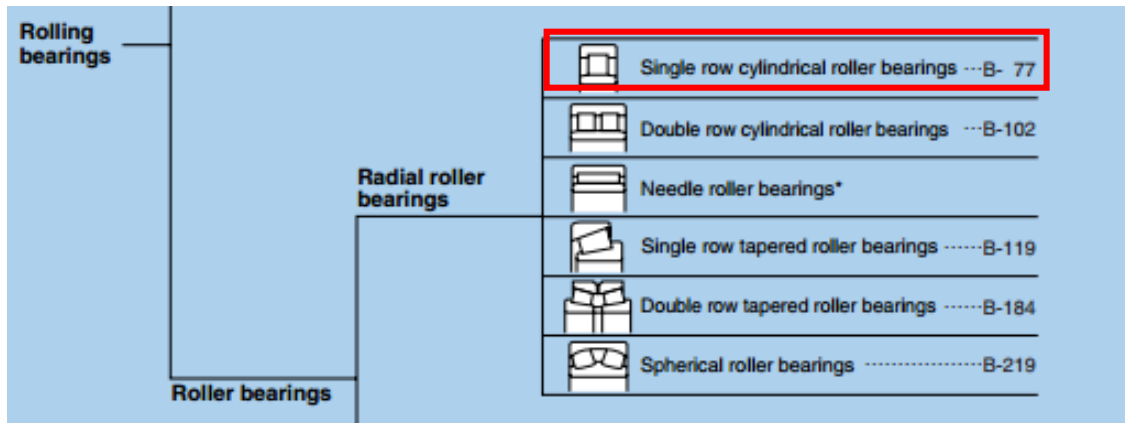 Rolling
bearings
Single row cylindrical roller bearings ···B- 77
Double row cylindrical roller bearings ···B-102
Radial roller
bearings
Needle roller bearings*
Single row tapered roller bearings ······B-119
Double row tapered roller bearings ······B-184
Spherical roller bearings ··················B-219
Roller bearings